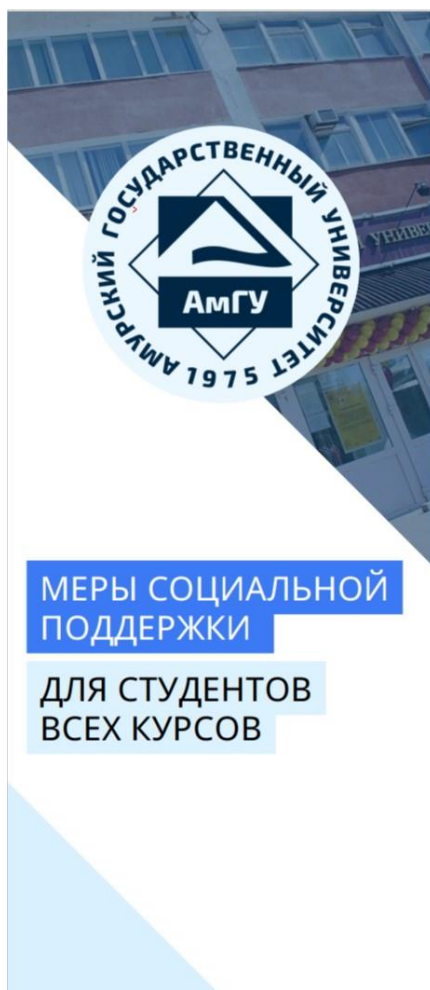 АМУРСКИЙ ГОСУДАРСТВЕННЫЙ УНИВЕРСИТЕТ
АмГУ
1975
МЕРЫ СОЦИАЛЬНОЙ
ПОДДЕРЖКИ
ДЛЯ СТУДЕНТОВ
ВСЕХ КУРСОВ